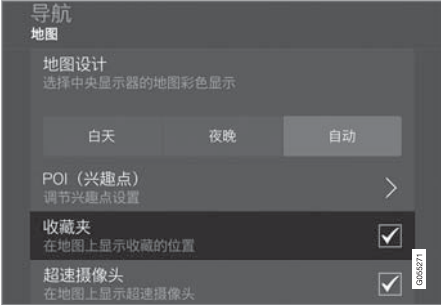 导航
地图
地图设计
选择中央显示器的地图彩色显示
白天 夜晚 自动
POI（兴趣点）
调节兴趣点设置
收藏夹
在地图上显示收藏的位置
超速摄像头
在地图上显示超速摄像头
G055271